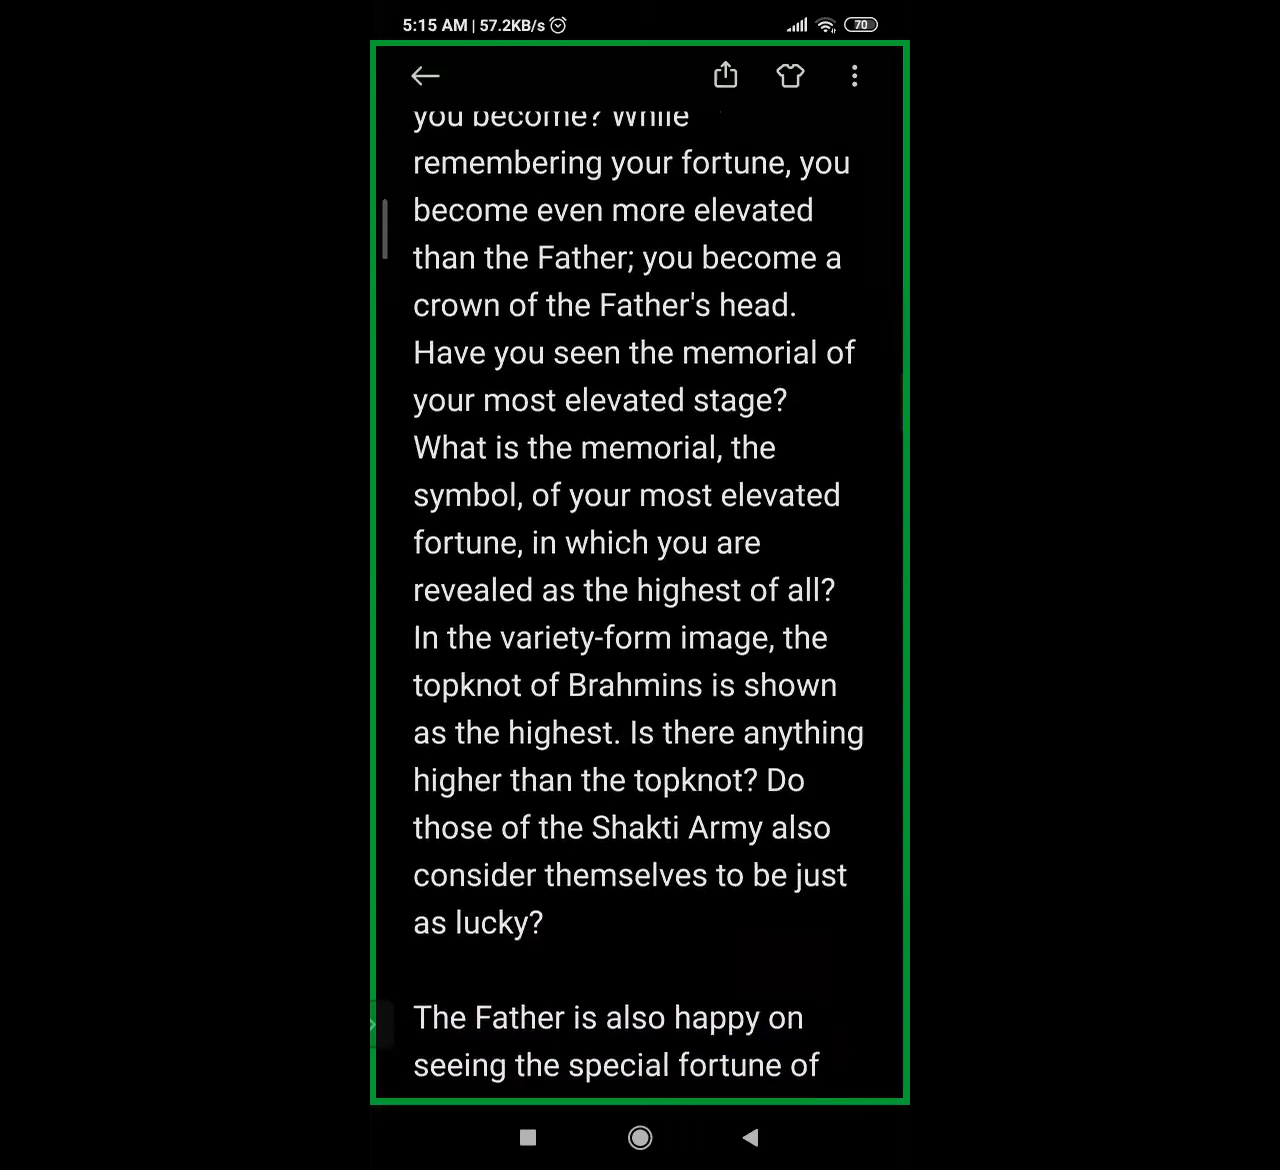 5:15 AM | 57.2KB/s
70
you become? While
remembering your fortune, you
become even more elevated
than the Father; you become a
crown of the Father's head.
Have you seen the memorial of
your most elevated stage?
What is the memorial, the
symbol, of your most elevated
fortune, in which you are
revealed as the highest of all?
In the variety-form image, the
topknot of Brahmins is shown
as the highest. Is there anything
higher than the topknot? Do
those of the Shakti Army also
consider themselves to be just
as lucky?
The Father is also happy on
seeing the special fortune of